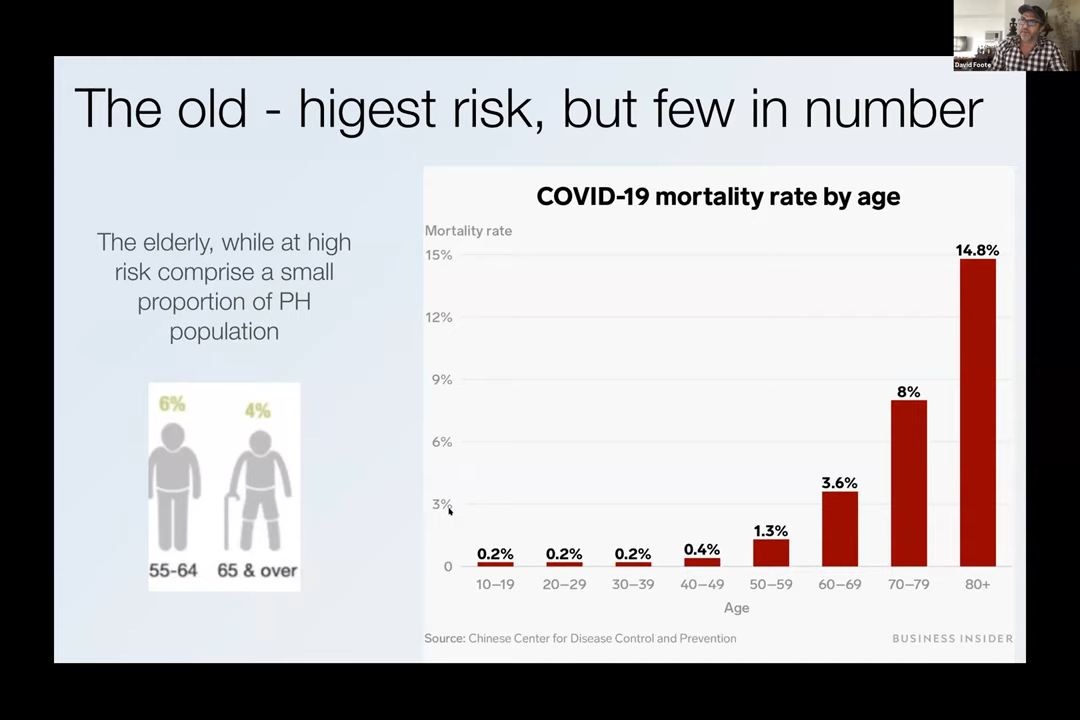 David Foote
The old - higest risk, but few in number
The elderly, while at high
risk comprise a small
proportion of PH
population
6% 4%
55-64 65 & over
COVID-19 mortality rate by age
Mortality rate
15%
12%
9%
6%
3%
0
0.2% 0.2% 0.2% 0.4% 1.3% 3.6% 8% 14.8%
10–19 20–29 30–39 40–49 50–59 60–69 70–79 80+
Age
Source: Chinese Center for Disease Control and Prevention
BUSINESS INSIDER